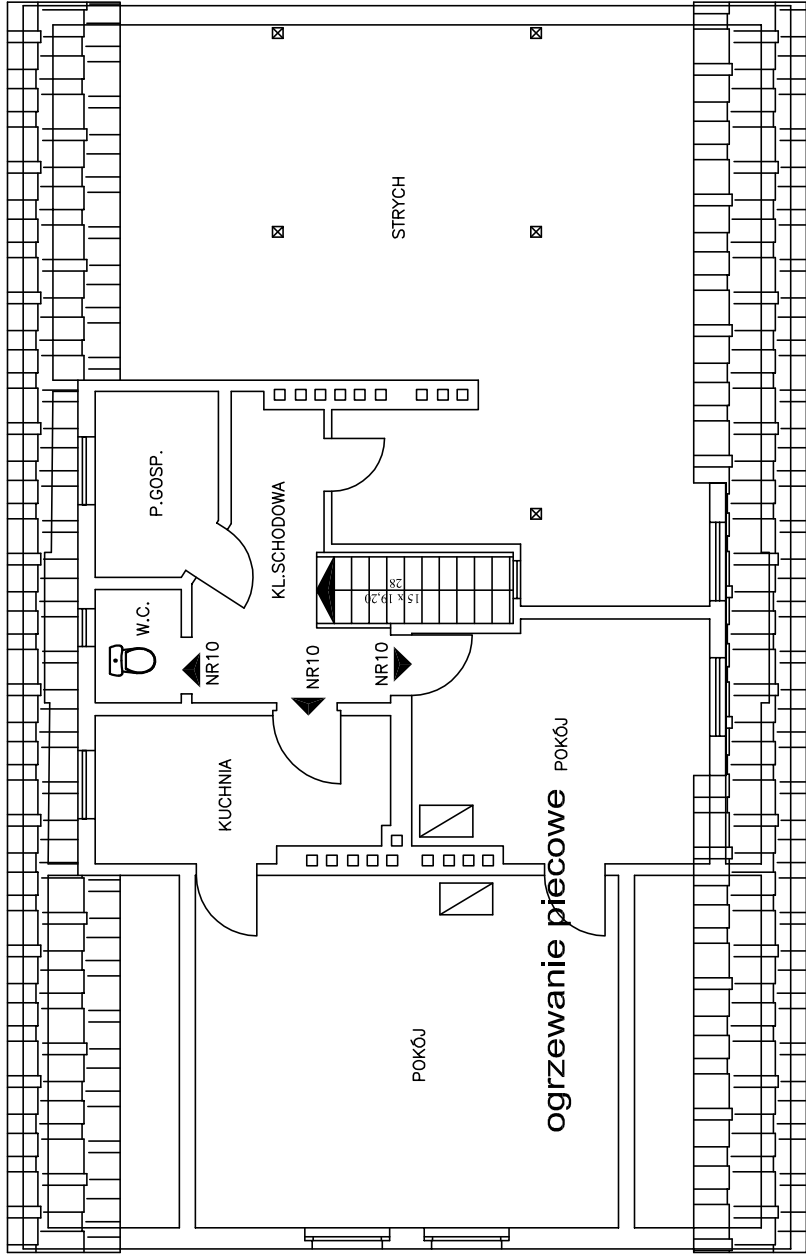 STRYCH
P.GOSP.
KL.SCHODOWA
15 x 19,20
28
W.C.
NR10
NR10
NR10
KUCHNIA
POKÓJ
ogrzewanie piecowe
POKÓJ